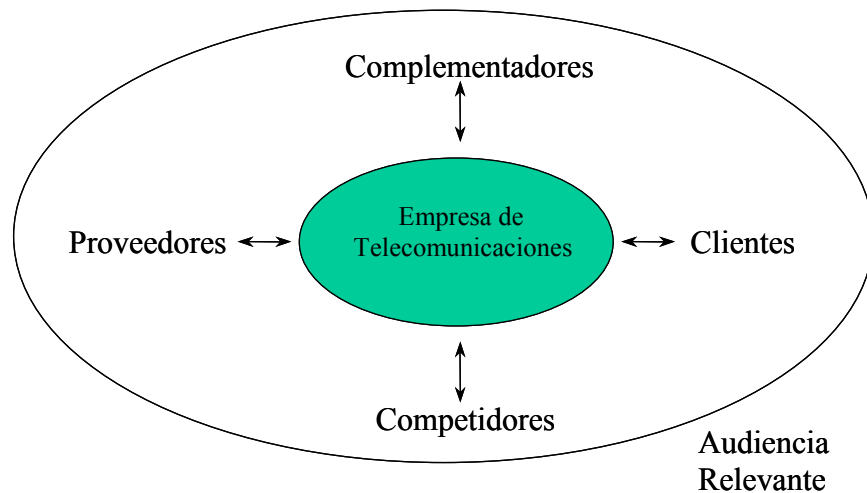 Complementadores
Empresa de
Telecomunicaciones
Proveedores
Clientes
Competidores
Audiencia
Relevante